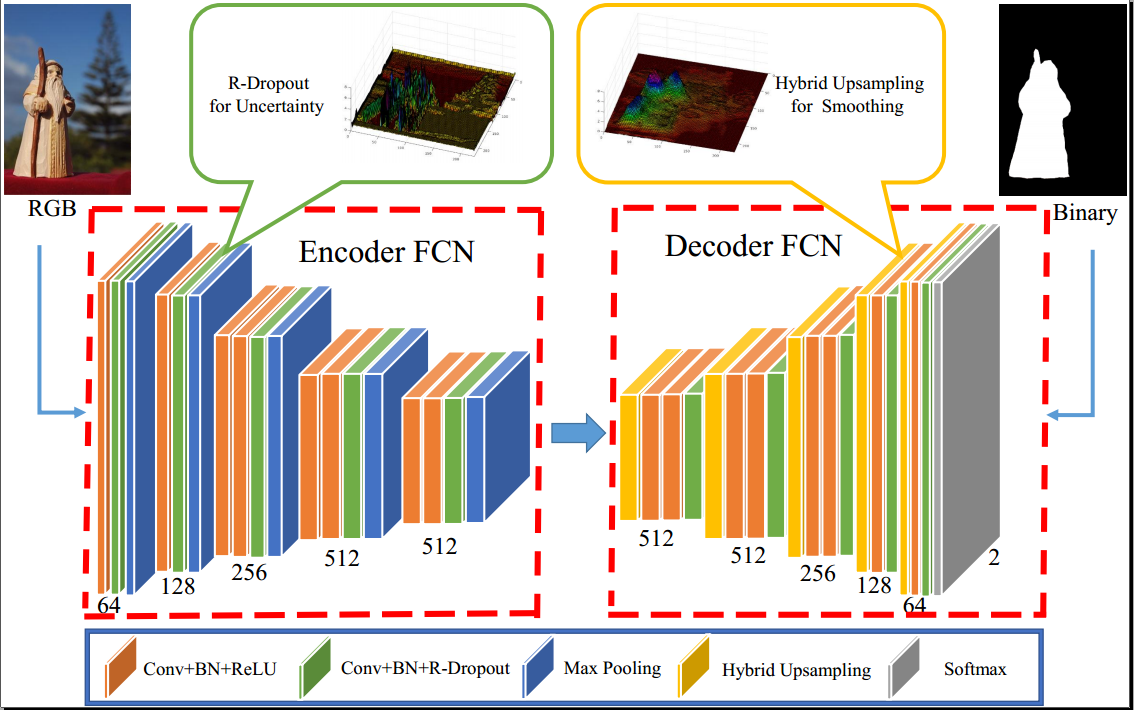 R-Dropout
for Uncertainty
Hybrid Upsampling
for Smoothing
RGB
Binary
Encoder FCN
Decoder FCN
64
128
256
512
512
512
512
256
128
64
2
Conv+BN+ReLU
Conv+BN+R-Dropout
Max Pooling
Hybrid Upsampling
Softmax